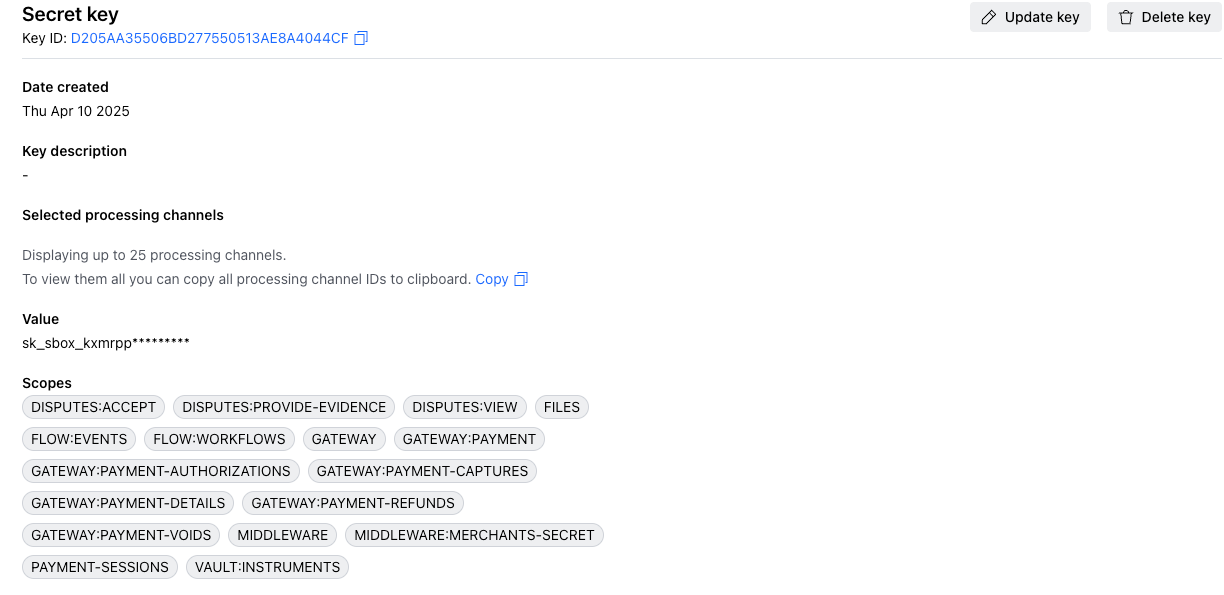 Secret key
Update key
Delete key
Key ID: D205AA35506BD277550513AE8A4044CF
Date created
Thu Apr 10 2025
Key description
-
Selected processing channels
Displaying up to 25 processing channels.
To view them all you can copy all processing channel IDs to clipboard. Copy
Value
sk_sbox_kxmrpp*********
Scopes
DISPUTES:ACCEPT DISPUTES:PROVIDE-EVIDENCE DISPUTES:VIEW FILES
FLOW:EVENTS FLOW:WORKFLOWS GATEWAY GATEWAY:PAYMENT
GATEWAY:PAYMENT-AUTHORIZATIONS GATEWAY:PAYMENT-CAPTURES
GATEWAY:PAYMENT-DETAILS GATEWAY:PAYMENT-REFUNDS
GATEWAY:PAYMENT-VOIDS MIDDLEWARE MIDDLEWARE:MERCHANTS-SECRET
PAYMENT-SESSIONS VAULT:INSTRUMENTS